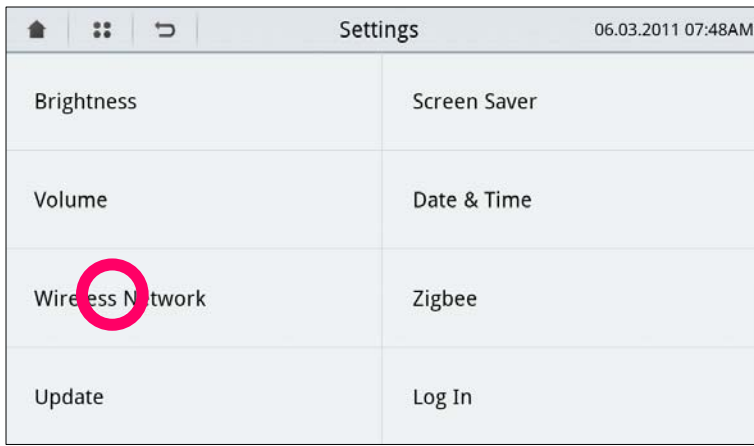 Settings 06.03.2011 07:48AM
Brightness Screen Saver
Volume Date & Time
Wireless Network Zigbee
Update Log In